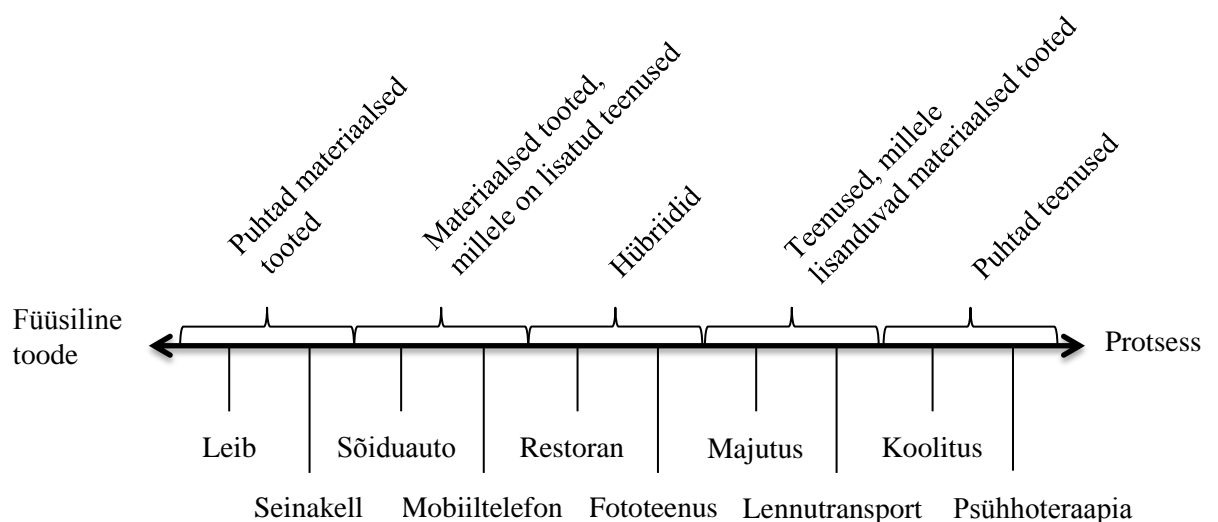 Puhtad materiaalsed
tooted
Materiaalsed tooted,
millele on lisatud teenused
Hübriidid
Teenused, millele
lisanduvad materiaalsed tooted
Puhtad teenused
Füüsiline
toode
Protsess
Leib
Sõiduauto
Restoran
Majutus
Koolitus
Seinakell
Mobiiltelefon
Fototeenus
Lennutransport
Psühhoteraapia